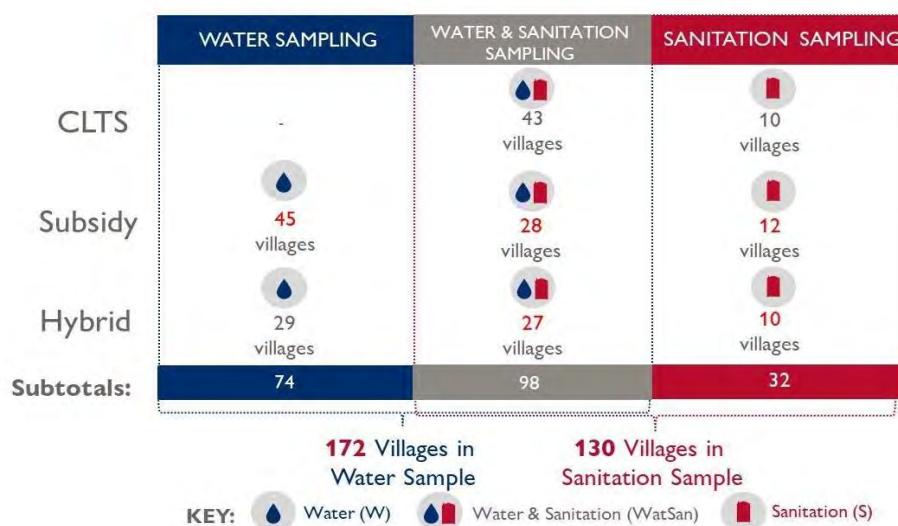 WATER SAMPLING
WATER & SANITATION
SAMPLING
SANITATION SAMPLING
CLTS
-
43
villages
10
villages
Subsidy
45
villages
28
villages
12
villages
Hybrid
29
villages
27
villages
10
villages
Subtotals:
74
98
32
172 Villages in
Water Sample
130 Villages in
Sanitation Sample
KEY:
Water (W)
Water & Sanitation (WatSan)
Sanitation (S)